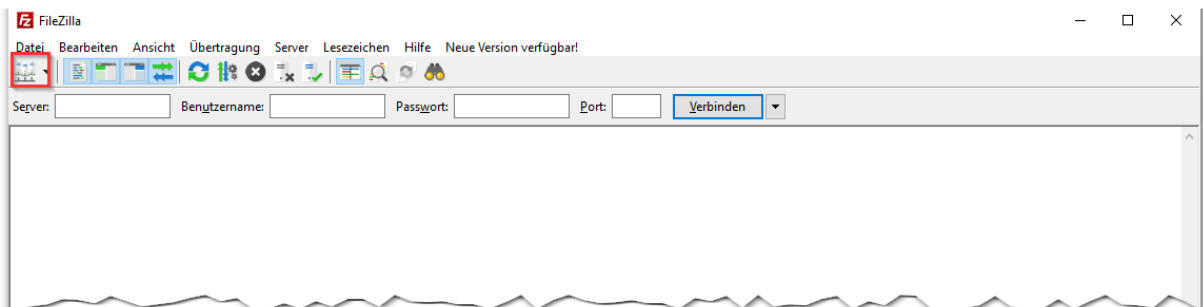 FileZilla
Datei Bearbeiten Ansicht Übertragung Server Lesezeichen Hilfe Neue Version verfügbar!
Server: Benutzername: Passwort: Port: Verbinden